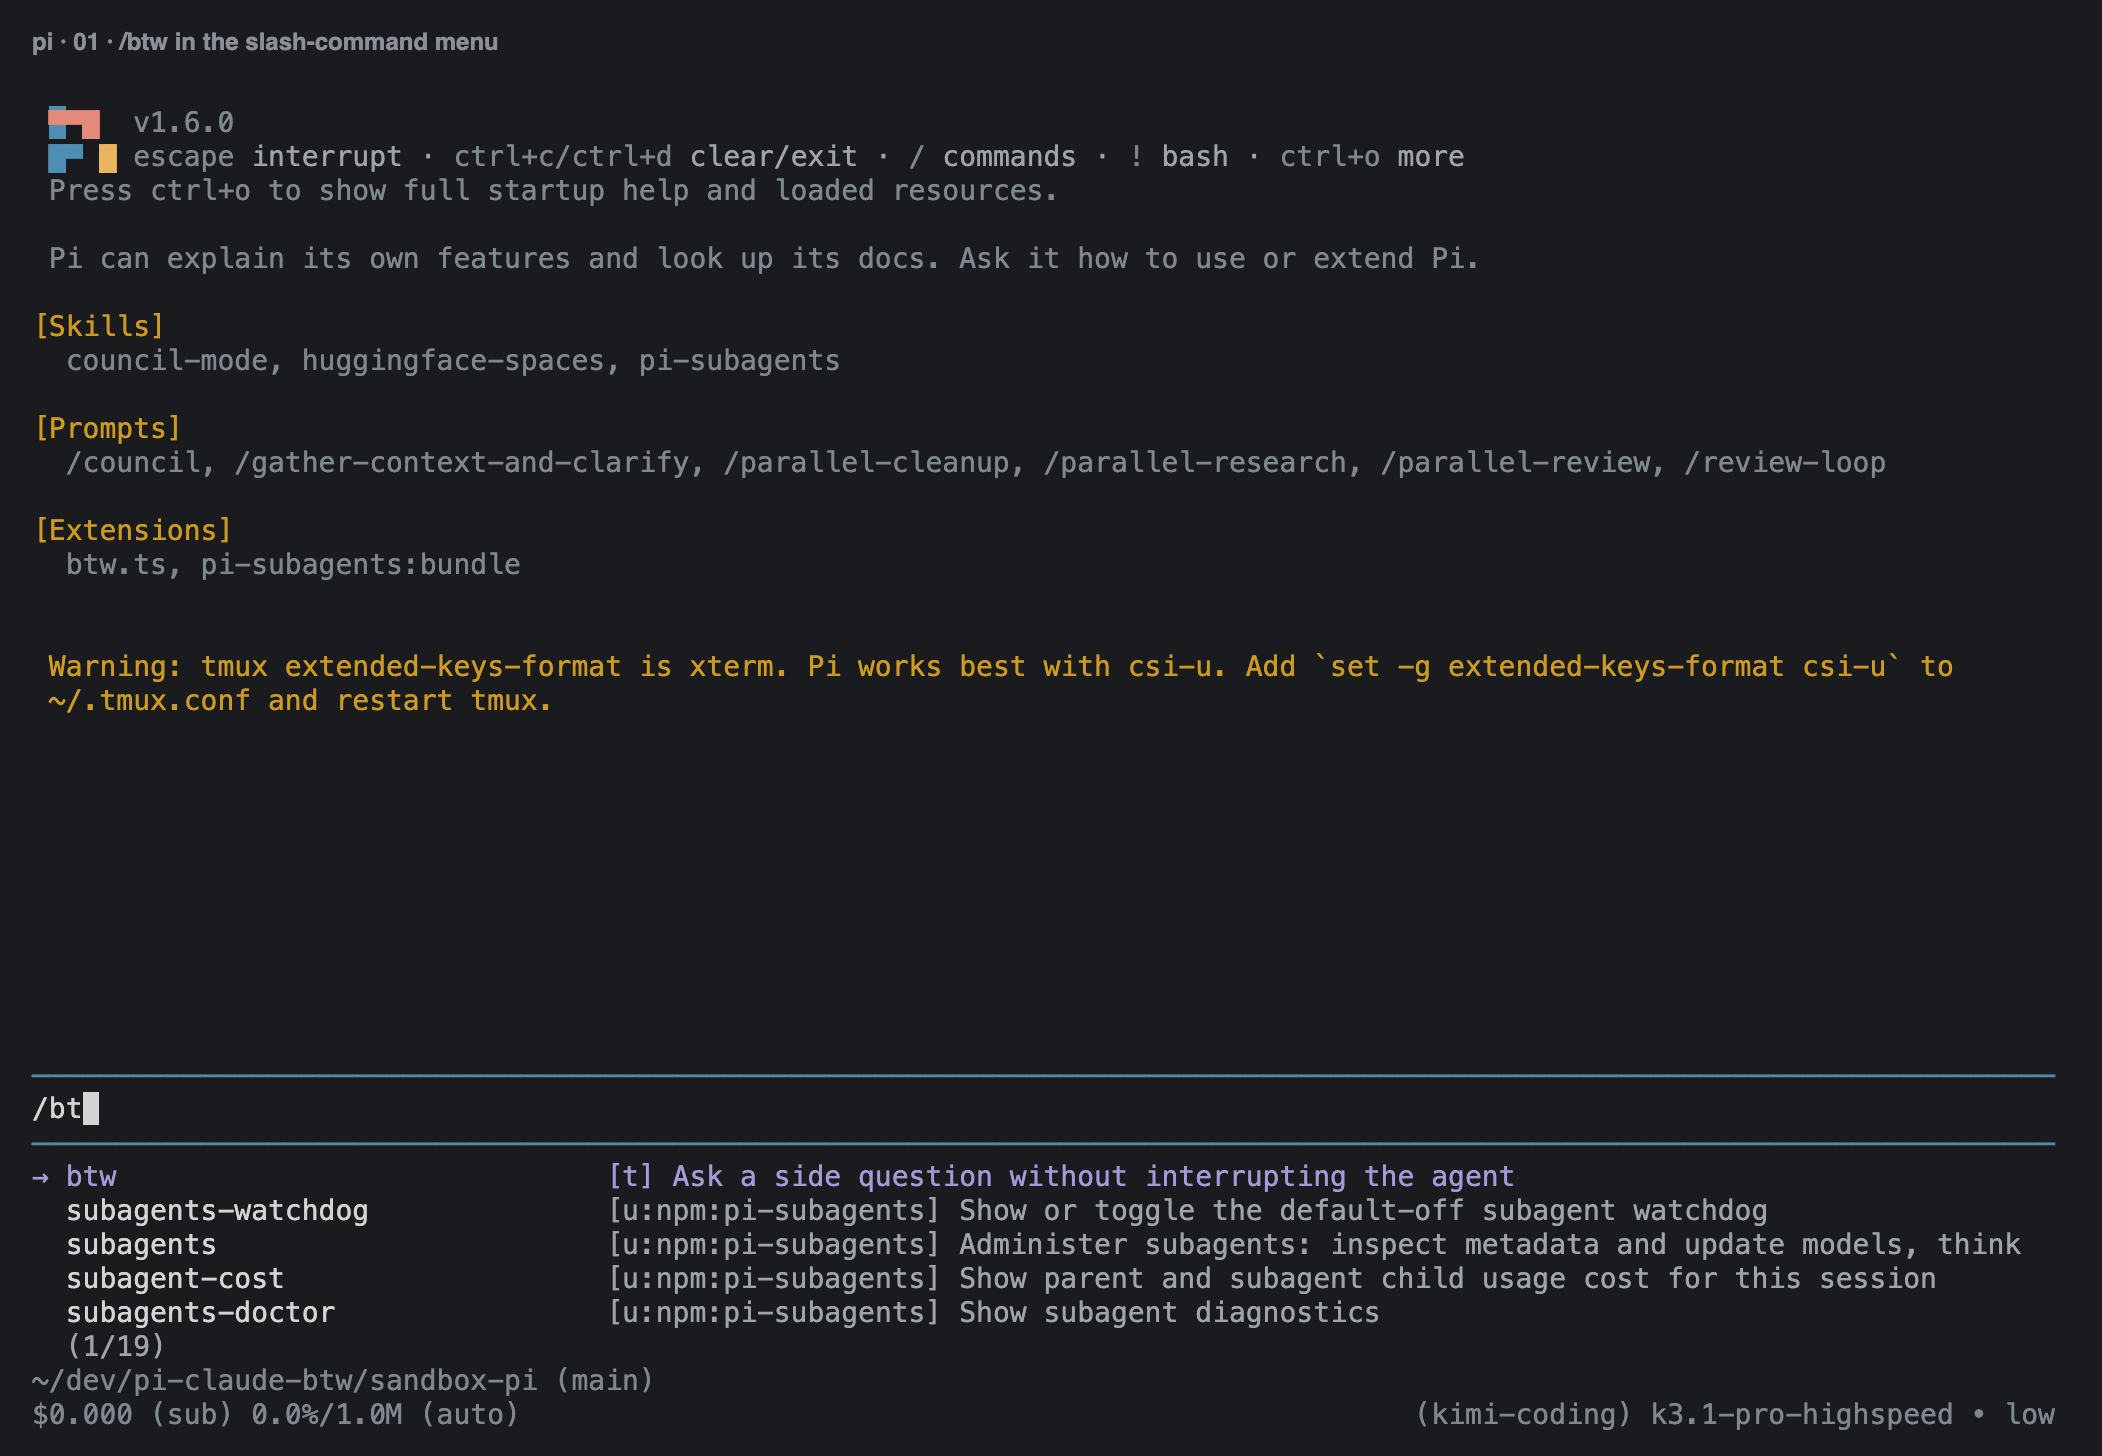 pi · 01 · /btw in the slash-command menu
v1.6.0
escape interrupt · ctrl+c/ctrl+d clear/exit · / commands · ! bash · ctrl+o more
Press ctrl+o to show full startup help and loaded resources.
Pi can explain its own features and look up its docs. Ask it how to use or extend Pi.
[Skills]
council-mode, huggingface-spaces, pi-subagents
[Prompts]
/council, /gather-context-and-clarify, /parallel-cleanup, /parallel-research, /parallel-review, /review-loop
[Extensions]
btw.ts, pi-subagents:bundle
Warning: tmux extended-keys-format is xterm. Pi works best with csi-u. Add `set -g extended-keys-format csi-u` to
~/.tmux.conf and restart tmux.
/bt
→ btw [t] Ask a side question without interrupting the agent
subagents-watchdog [u:npm:pi-subagents] Show or toggle the default-off subagent watchdog
subagents [u:npm:pi-subagents] Administer subagents: inspect metadata and update models, think
subagent-cost [u:npm:pi-subagents] Show parent and subagent child usage cost for this session
subagents-doctor [u:npm:pi-subagents] Show subagent diagnostics
(1/19)
~/dev/pi-claude-btw/sandbox-pi (main)
$0.000 (sub) 0.0%/1.0M (auto) (kimi-coding) k3.1-pro-highspeed • low